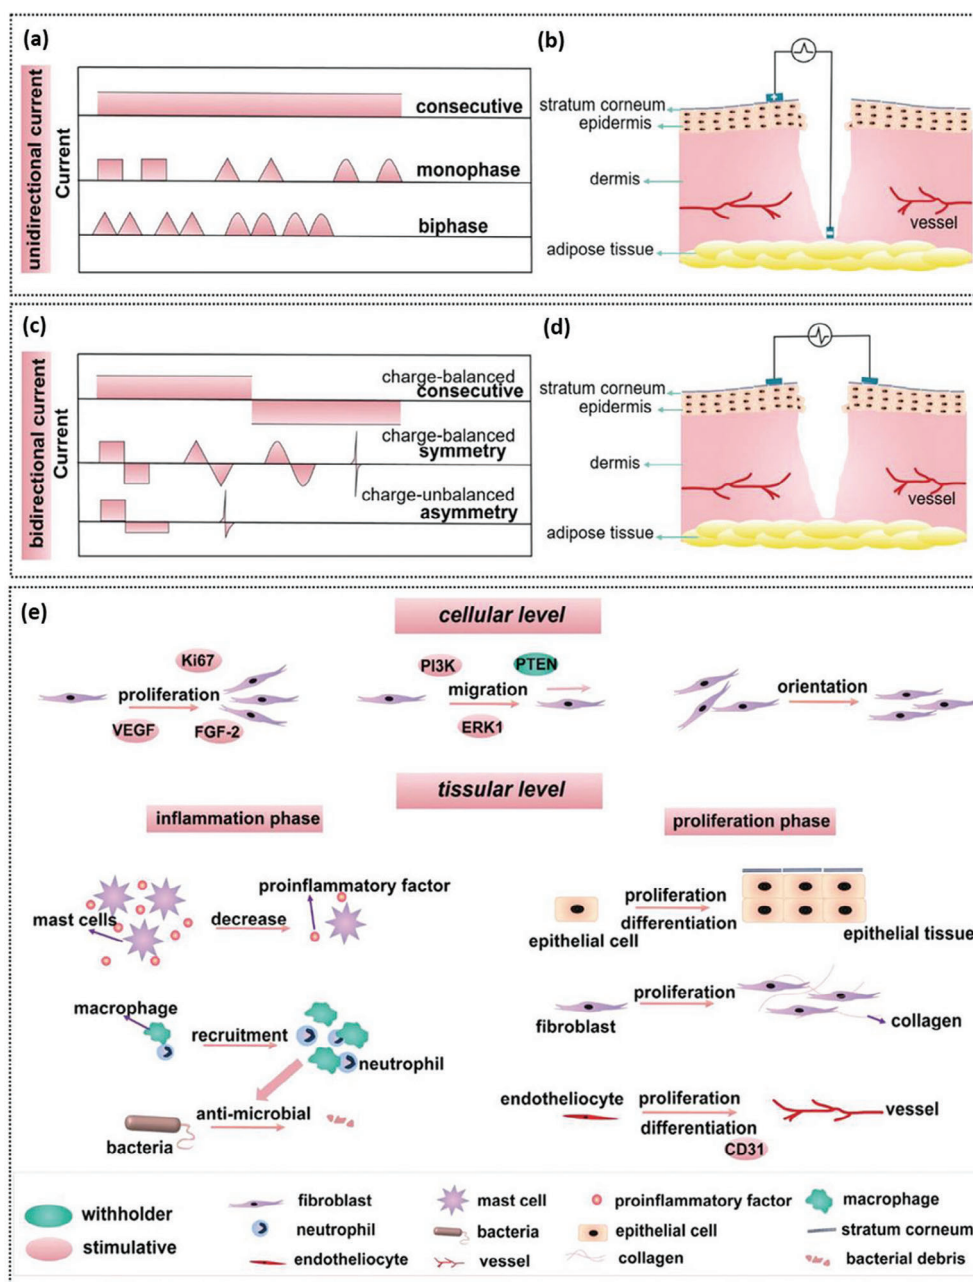 (a)
unidirectional current
Current
consecutive
monophase
biphase
(b)
stratum corneum
epidermis
dermis
vessel
adipose tissue
(c)
bidirectional current
Current
charge-balanced
consecutive
charge-balanced
symmetry
charge-unbalanced
asymmetry
(d)
stratum corneum
epidermis
dermis
vessel
adipose tissue
(e)
cellular level
Ki67
proliferation
VEGF
FGF-2
PI3K
PTEN
migration
ERK1
orientation
tissular level
inflammation phase
proliferation phase
mast cells
decrease
proinflammatory factor
macrophage
recruitment
neutrophil
bacteria
anti-microbial
epithelial cell
proliferation
differentiation
epithelial tissue
fibroblast
proliferation
collagen
endotheliocyte
proliferation
differentiation
CD31
vessel
withholder
stimulative
fibroblast
mast cell
proinflammatory factor
macrophage
neutrophil
bacteria
epithelial cell
stratum corneum
endotheliocyte
vessel
collagen
bacterial debris